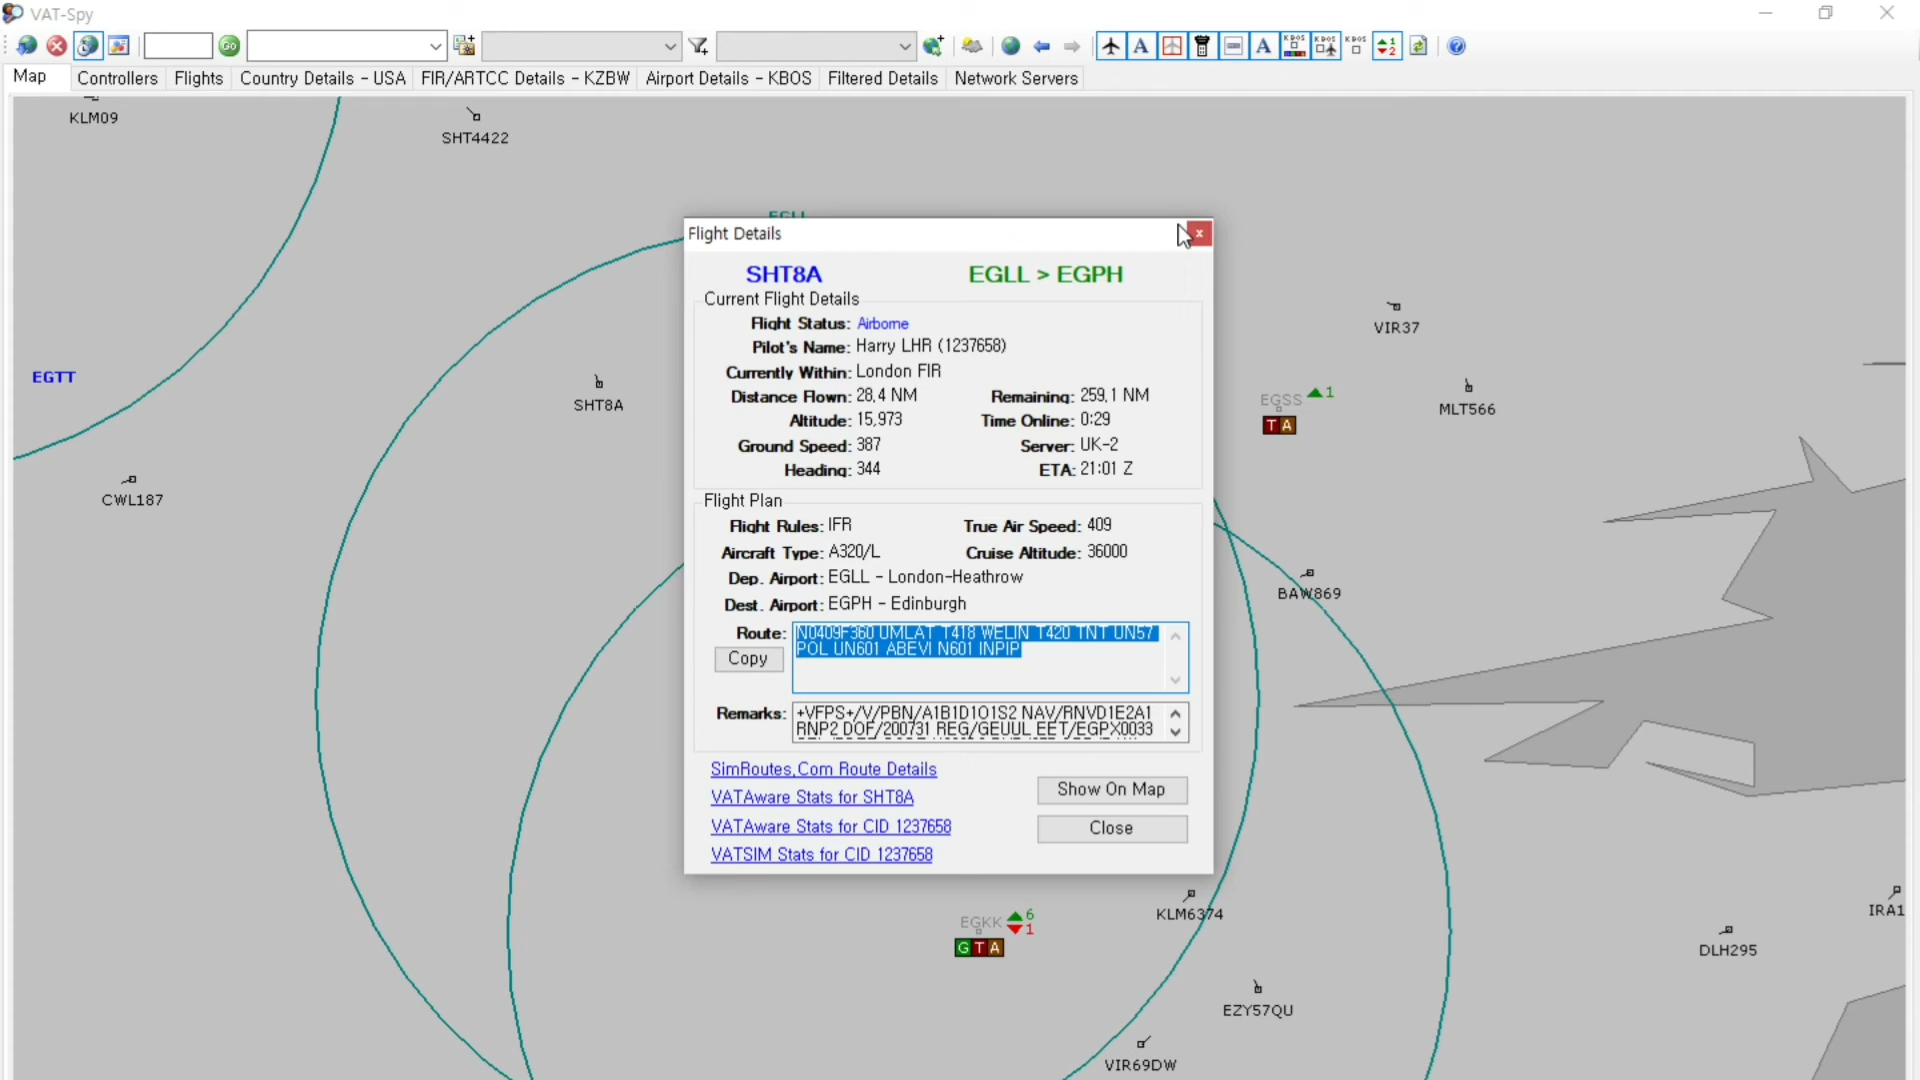 VAT-Spy
Go
Map
Controllers
Flights
Country Details - USA
FIR/ARTCC Details - KZBW
Airport Details - KBOS
Filtered Details
Network Servers
KLM09
SHT4422
EGLL
Flight Details
SHT8A
EGLL > EGPH
Current Flight Details
Flight Status: Airborne
Pilot's Name: Harry LHR (1237658)
Currently Within: London FIR
Distance Flown: 28,4 NM
Remaining: 259,1 NM
Altitude: 15,973
Time Online: 0:29
Ground Speed: 387
Server: UK-2
Heading: 344
ETA: 21:01 Z
Flight Plan
Flight Rules: IFR
True Air Speed: 409
Aircraft Type: A320/L
Cruise Altitude: 36000
Dep. Airport: EGLL - London-Heathrow
Dest. Airport: EGPH - Edinburgh
Route: N0409F360 UMLAT T418 WELIN T420 TNT UN57
POL UN601 ABEVI N601 INPIP
Copy
Remarks: +VFPS+/V/PBN/A1B1D1O1S2 NAV/RNVD1E2A1
RNP2 DOF/200731 REG/GEUUL EET/EGPX0033
SimRoutes,Com Route Details
VATAware Stats for SHT8A
VATAware Stats for CID 1237658
VATSIM Stats for CID 1237658
Show On Map
Close
VIR37
EGTT
SHT8A
EGSS 1
T A
MLT566
CWL187
BAW869
KLM6374
IRA1
EGKK 6
1
G T A
DLH295
EZY57QU
VIR69DW